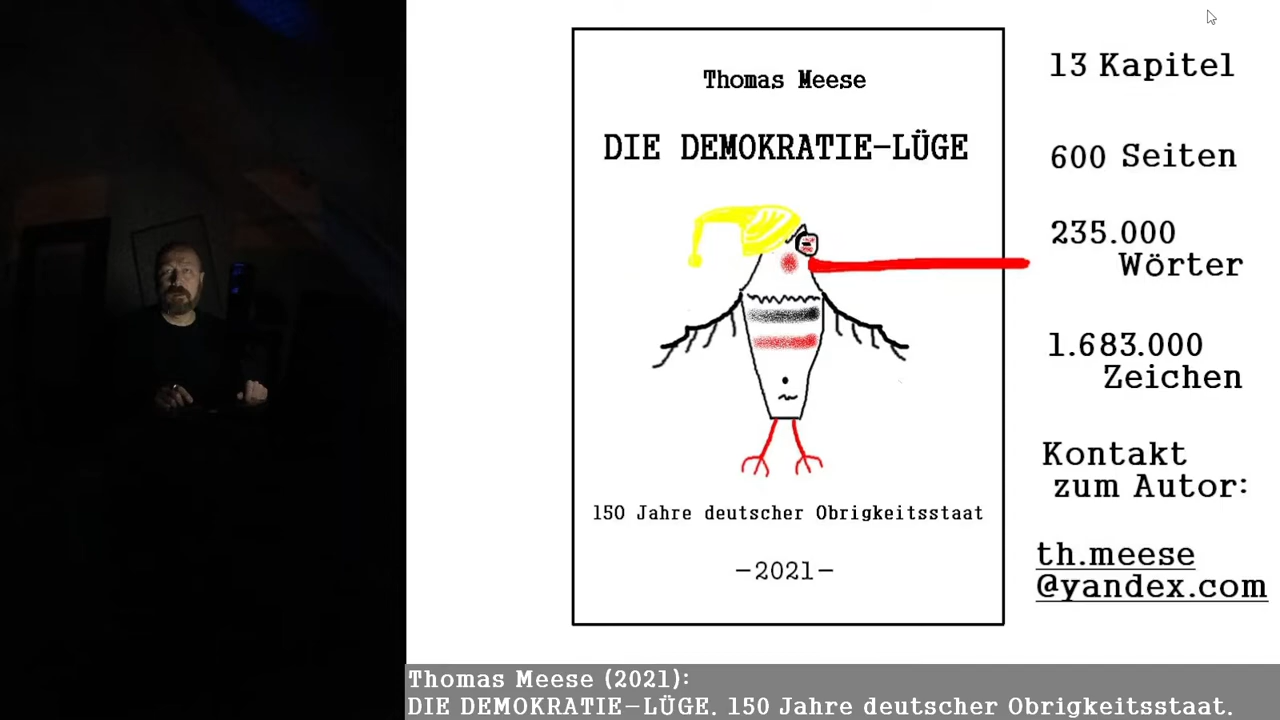 Thomas Meese
DIE DEMOKRATIE-LÜGE
150 Jahre deutscher Obrigkeitsstaat
-2021-
13 Kapitel
600 Seiten
235.000
Wörter
1.683.000
Zeichen
Kontakt
zum Autor:
th.meese
@yandex.com
Thomas Meese (2021):
DIE DEMOKRATIE-LÜGE. 150 Jahre deutscher Obrigkeitsstaat.